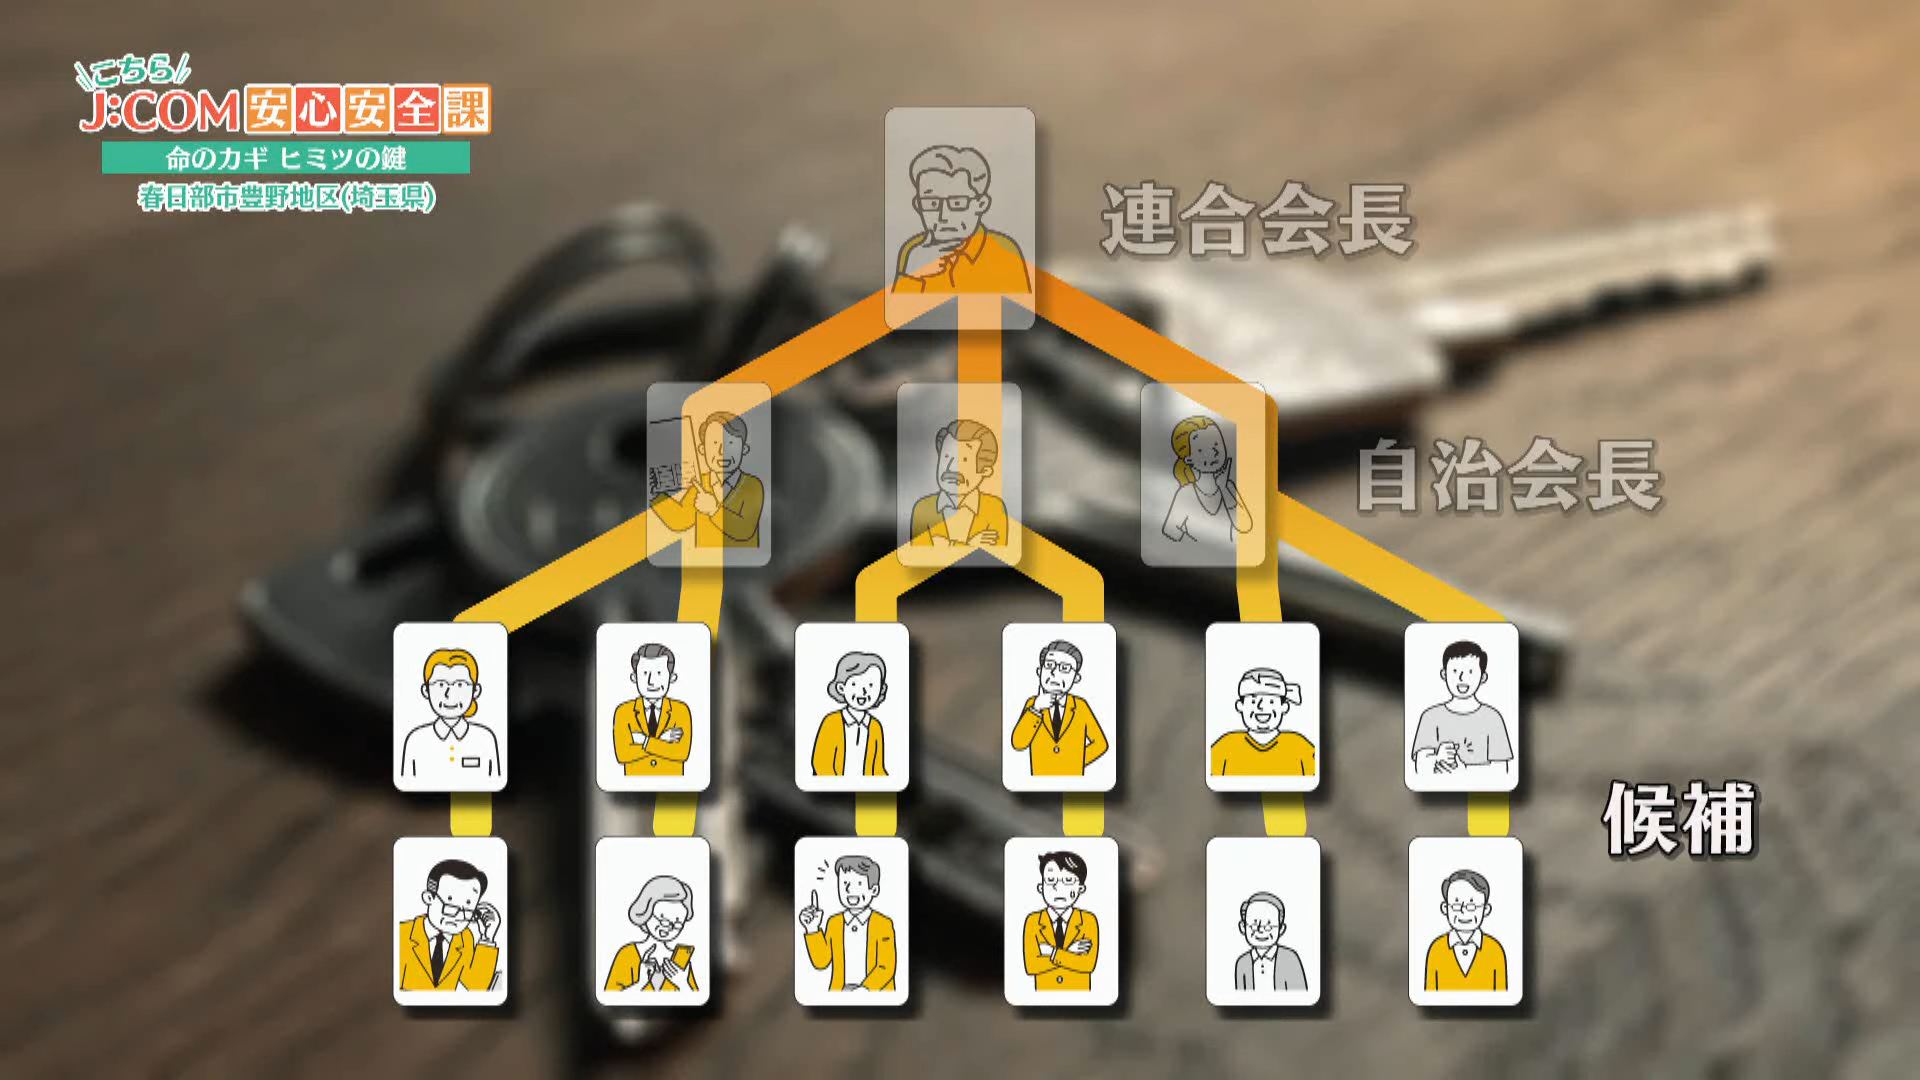 こちら
J:COM安心安全課
命のカギ ヒミツの鍵
春日部市豊野地区(埼玉県)
連合会長
自治会長
候補